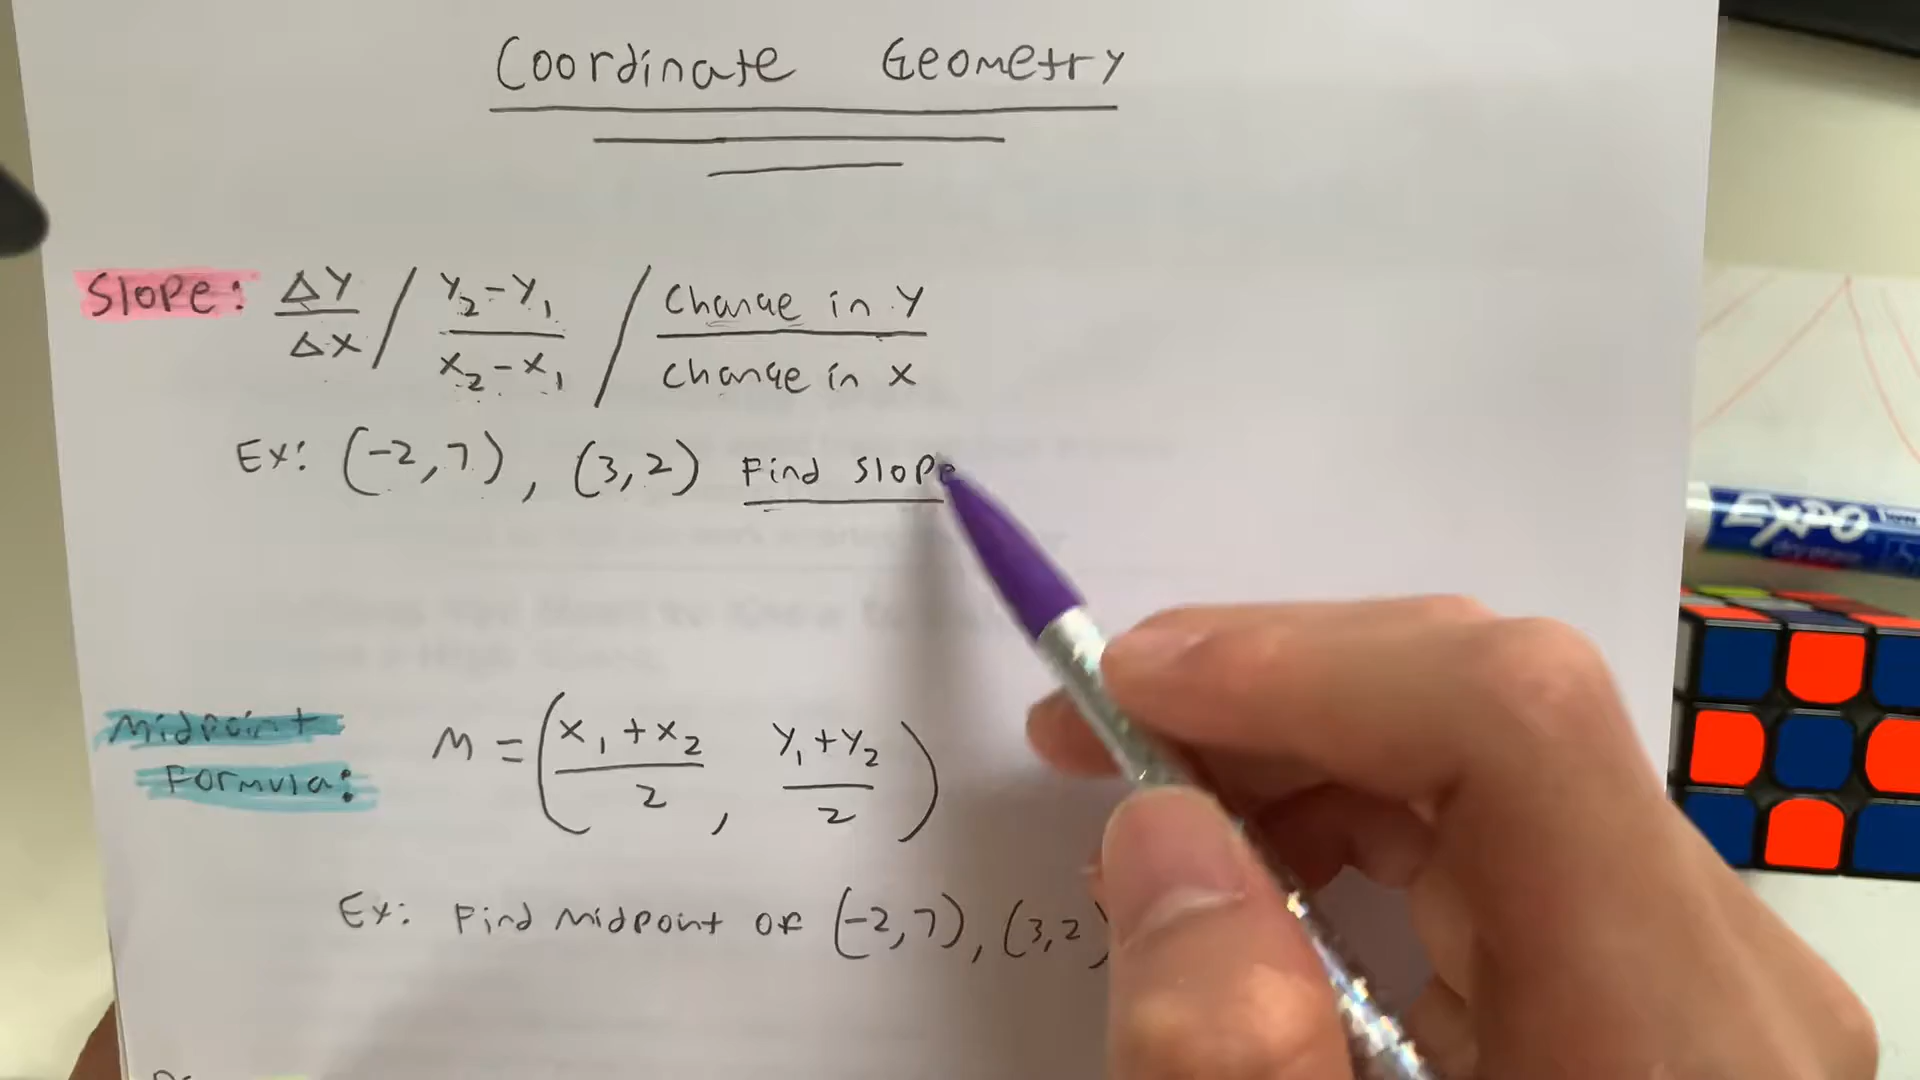 Coordinate Geometry
Slope: ΔY/ΔX / Y₂-Y₁/X₂-X₁ / Change in Y/change in X
Ex: (-2,7), (3,2) Find Slope
Midpoint
Formula: M = (X₁+X₂/2, Y₁+Y₂/2)
Ex: Find Midpoint of (-2,7), (3,2)
EXPO